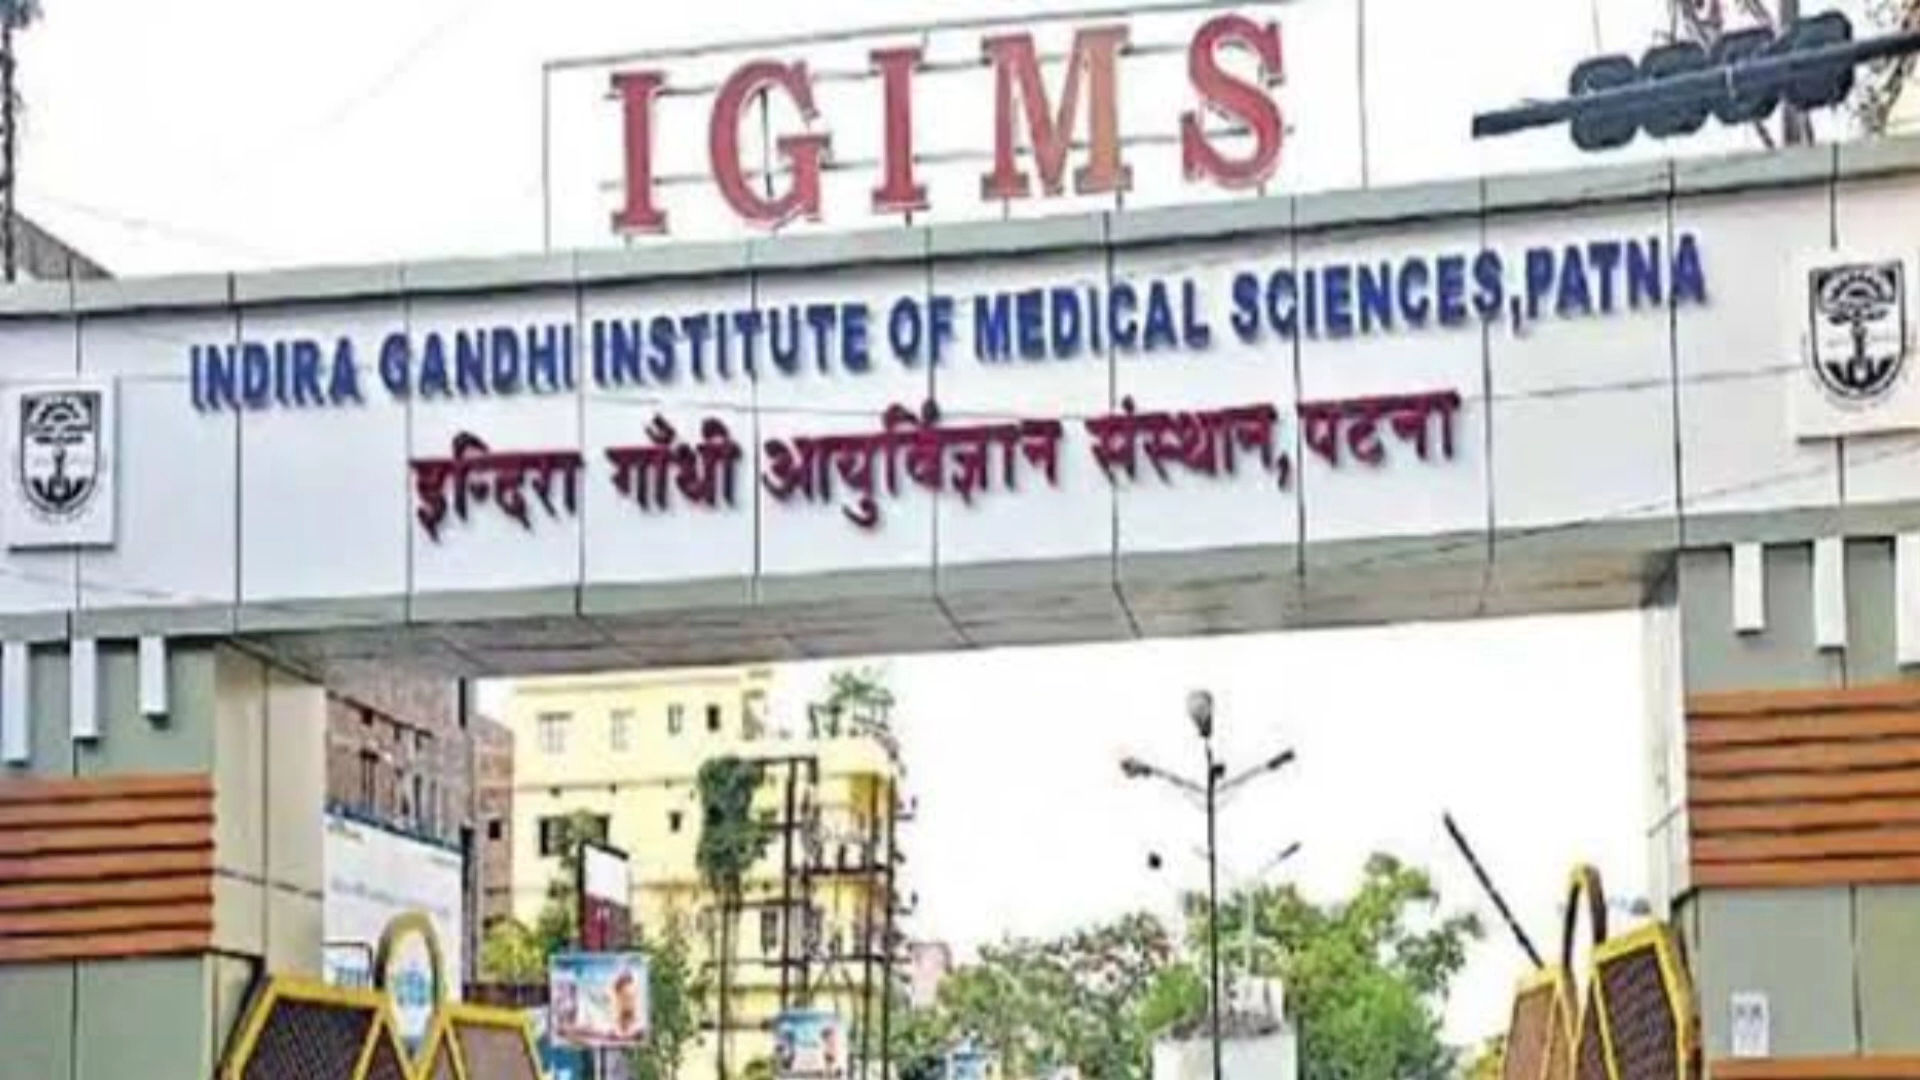 IGIMS
INDIRA GANDHI INSTITUTE OF MEDICAL SCIENCES, PATNA
इन्दिरा गाँधी आयुर्विज्ञान संस्थान, पटना